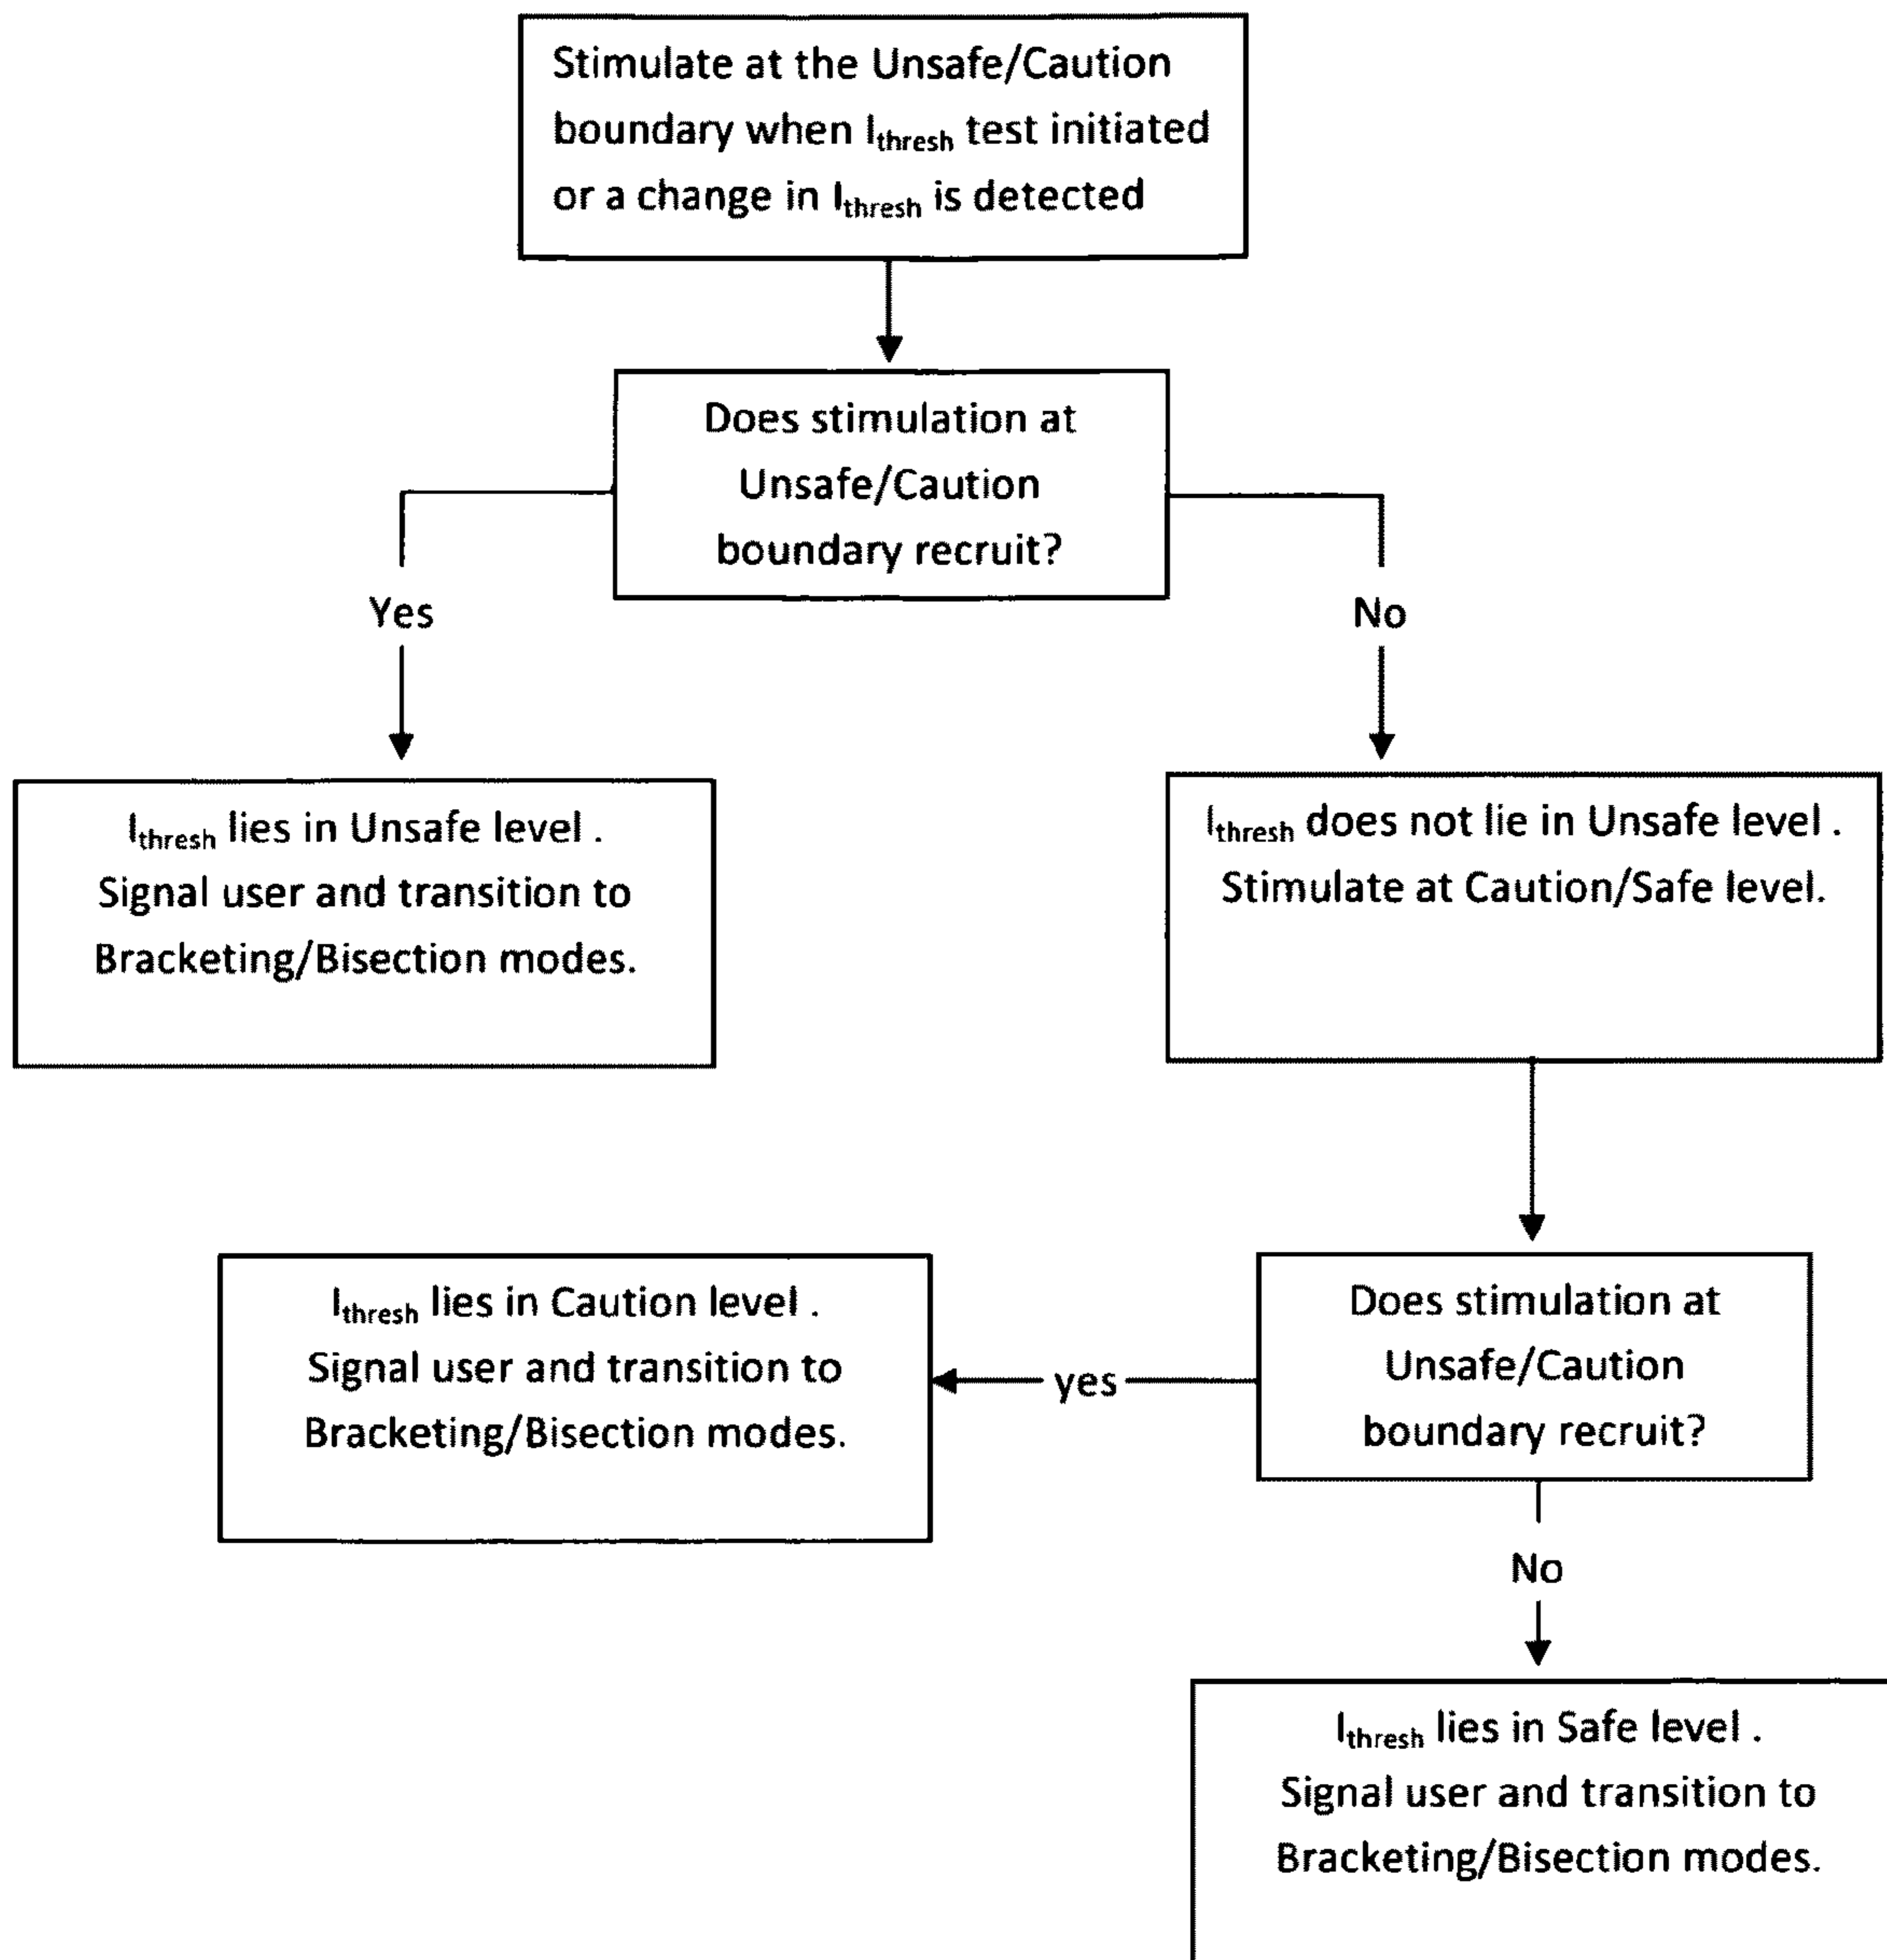 Stimulate at the Unsafe/Caution
boundary when Ithresh test initiated
or a change in Ithresh is detected
Does stimulation at
Unsafe/Caution
boundary recruit?
Yes
No
Ithresh lies in Unsafe level .
Signal user and transition to
Bracketing/Bisection modes.
Ithresh does not lie in Unsafe level .
Stimulate at Caution/Safe level.
Ithresh lies in Caution level .
Signal user and transition to
Bracketing/Bisection modes.
yes
Does stimulation at
Unsafe/Caution
boundary recruit?
No
Ithresh lies in Safe level .
Signal user and transition to
Bracketing/Bisection modes.